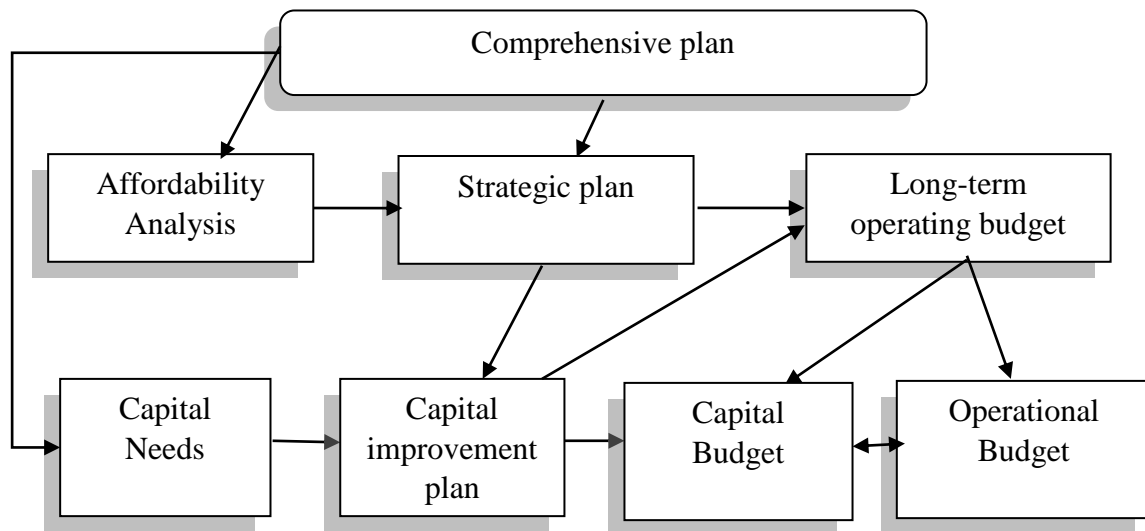 Comprehensive plan
Affordability
Analysis
Strategic plan
Long-term
operating budget
Capital
Needs
Capital
improvement
plan
Capital
Budget
Operational
Budget